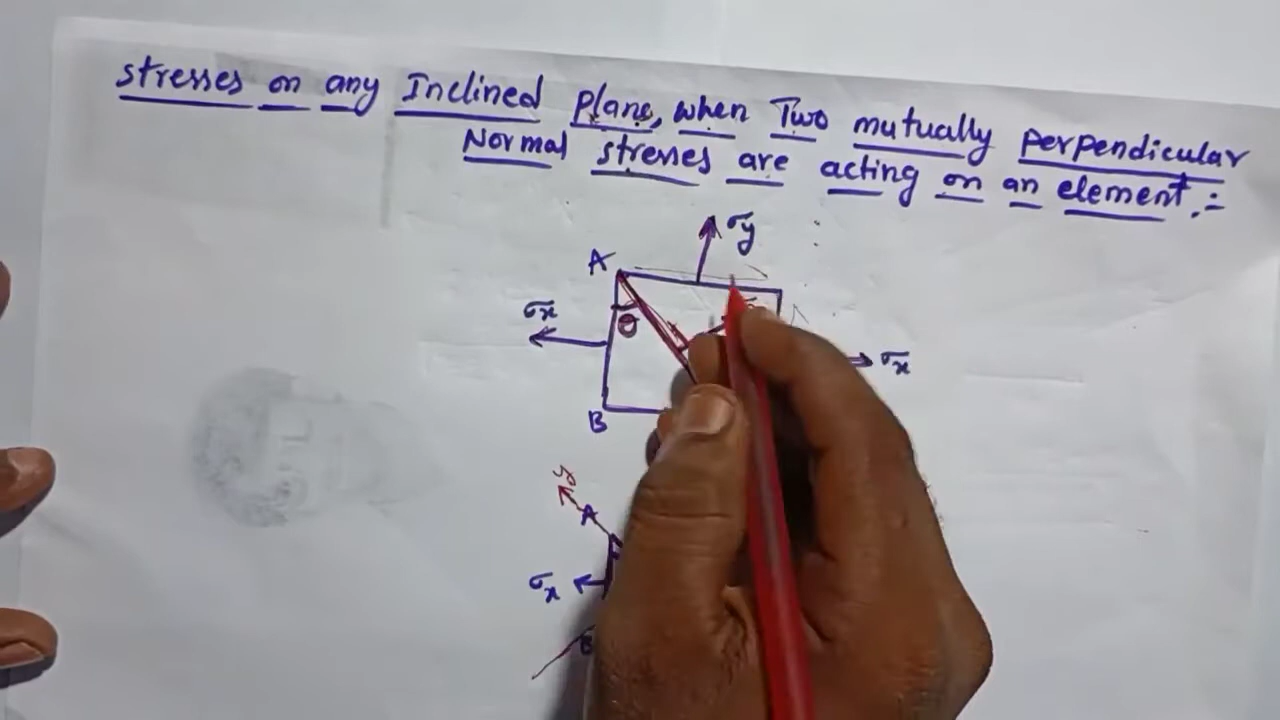 stresses on any Inclined Plane, when Two mutually perpendicular
Normal stresses are acting on an element :-
σy
A
σx
θ
σx
B
A
σx
B